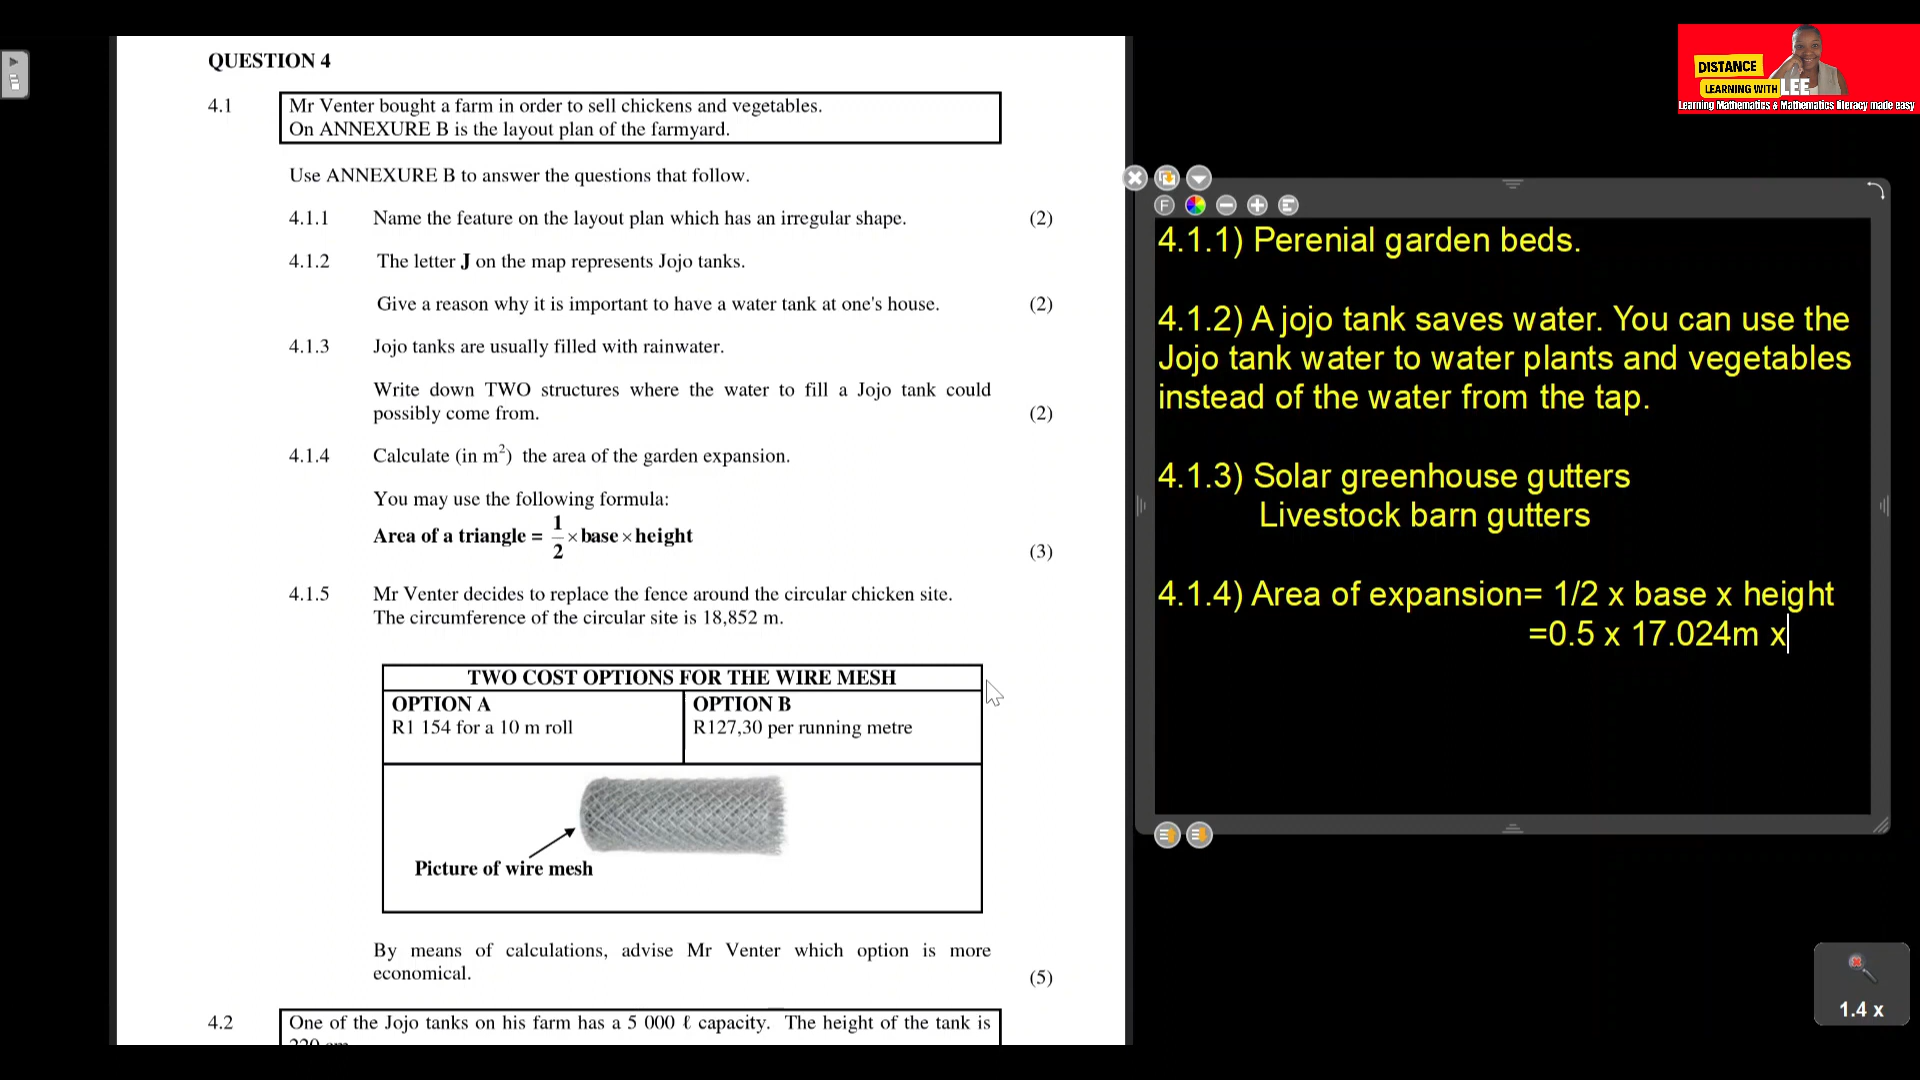 QUESTION 4
4.1 Mr Venter bought a farm in order to sell chickens and vegetables.
On ANNEXURE B is the layout plan of the farmyard.
Use ANNEXURE B to answer the questions that follow.
4.1.1 Name the feature on the layout plan which has an irregular shape. (2)
4.1.2 The letter J on the map represents Jojo tanks.
Give a reason why it is important to have a water tank at one's house. (2)
4.1.3 Jojo tanks are usually filled with rainwater.
Write down TWO structures where the water to fill a Jojo tank could
possibly come from. (2)
4.1.4 Calculate (in m²) the area of the garden expansion.
You may use the following formula:
Area of a triangle = 1/2 × base × height
(3)
4.1.5 Mr Venter decides to replace the fence around the circular chicken site.
The circumference of the circular site is 18,852 m.
TWO COST OPTIONS FOR THE WIRE MESH
OPTION A
R1 154 for a 10 m roll
OPTION B
R127,30 per running metre
Picture of wire mesh
By means of calculations, advise Mr Venter which option is more
economical. (5)
4.2 One of the Jojo tanks on his farm has a 5 000 ℓ capacity. The height of the tank is
DISTANCE
LEARNING WITH LEE
Learning Mathematics & Mathematics literacy made easy
F
4.1.1) Perenial garden beds.
4.1.2) A jojo tank saves water. You can use the
Jojo tank water to water plants and vegetables
instead of the water from the tap.
4.1.3) Solar greenhouse gutters
Livestock barn gutters
4.1.4) Area of expansion= 1/2 x base x height
=0.5 x 17.024m x
1.4 x